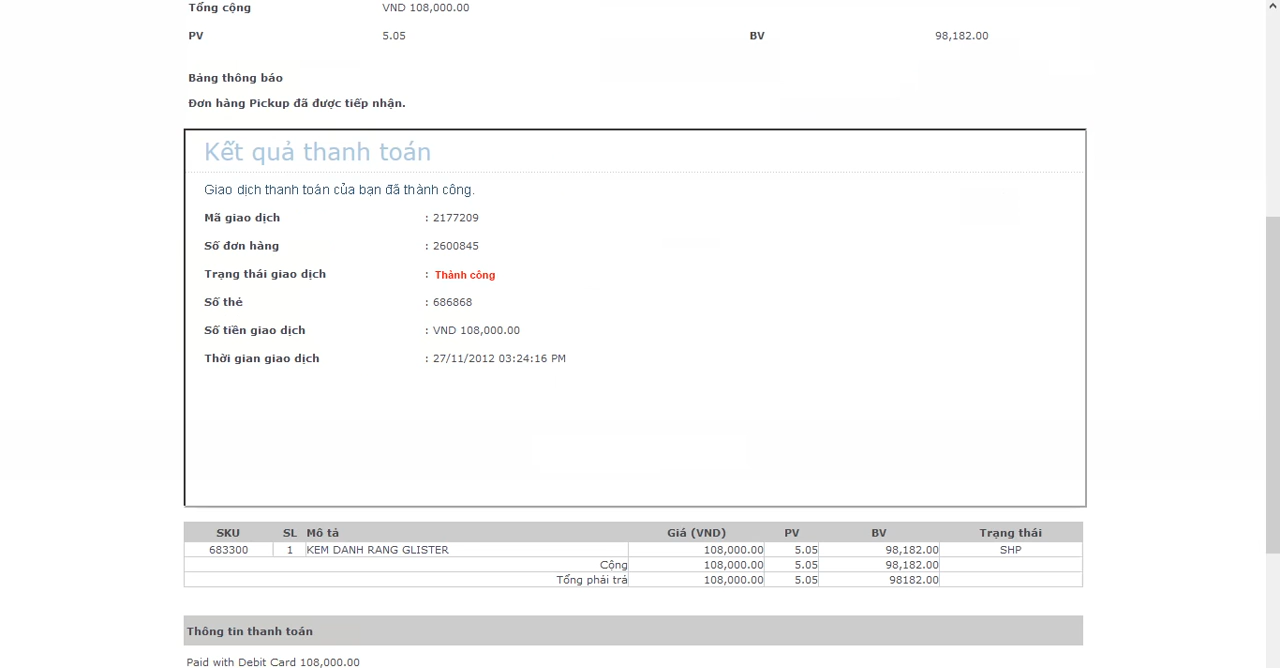 Tổng cộng VND 108,000.00
PV 5.05 BV 98,182.00
Bảng thông báo
Đơn hàng Pickup đã được tiếp nhận.
Kết quả thanh toán
Giao dịch thanh toán của bạn đã thành công.
Mã giao dịch : 2177209
Số đơn hàng : 2600845
Trạng thái giao dịch : Thành công
Số thẻ : 686868
Số tiền giao dịch : VND 108,000.00
Thời gian giao dịch : 27/11/2012 03:24:16 PM
SKU SL Mô tả Giá (VND) PV BV Trạng thái
683300 1 KEM DANH RANG GLISTER 108,000.00 5.05 98,182.00 SHP
Cộng 108,000.00 5.05 98,182.00
Tổng phải trả 108,000.00 5.05 98182.00
Thông tin thanh toán
Paid with Debit Card 108,000.00